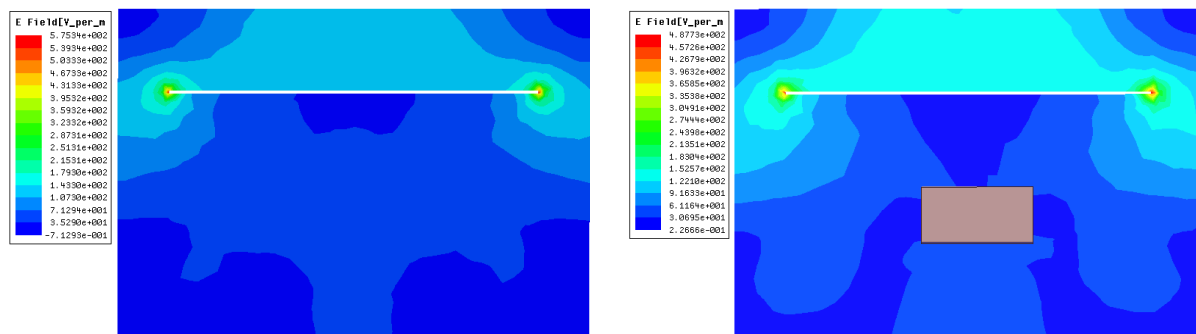 E Field[V_per_m
5.7534e+002
5.3934e+002
5.0333e+002
4.6733e+002
4.3133e+002
3.9532e+002
3.5932e+002
3.2332e+002
2.8731e+002
2.5131e+002
2.1531e+002
1.7930e+002
1.4330e+002
1.0730e+002
7.1294e+001
3.5290e+001
-7.1293e-001
E Field[V_per_m
4.8773e+002
4.5726e+002
4.2679e+002
3.9632e+002
3.6585e+002
3.3538e+002
3.0491e+002
2.7444e+002
2.4398e+002
2.1351e+002
1.8304e+002
1.5257e+002
1.2210e+002
9.1633e+001
6.1164e+001
3.0695e+001
2.2666e-001